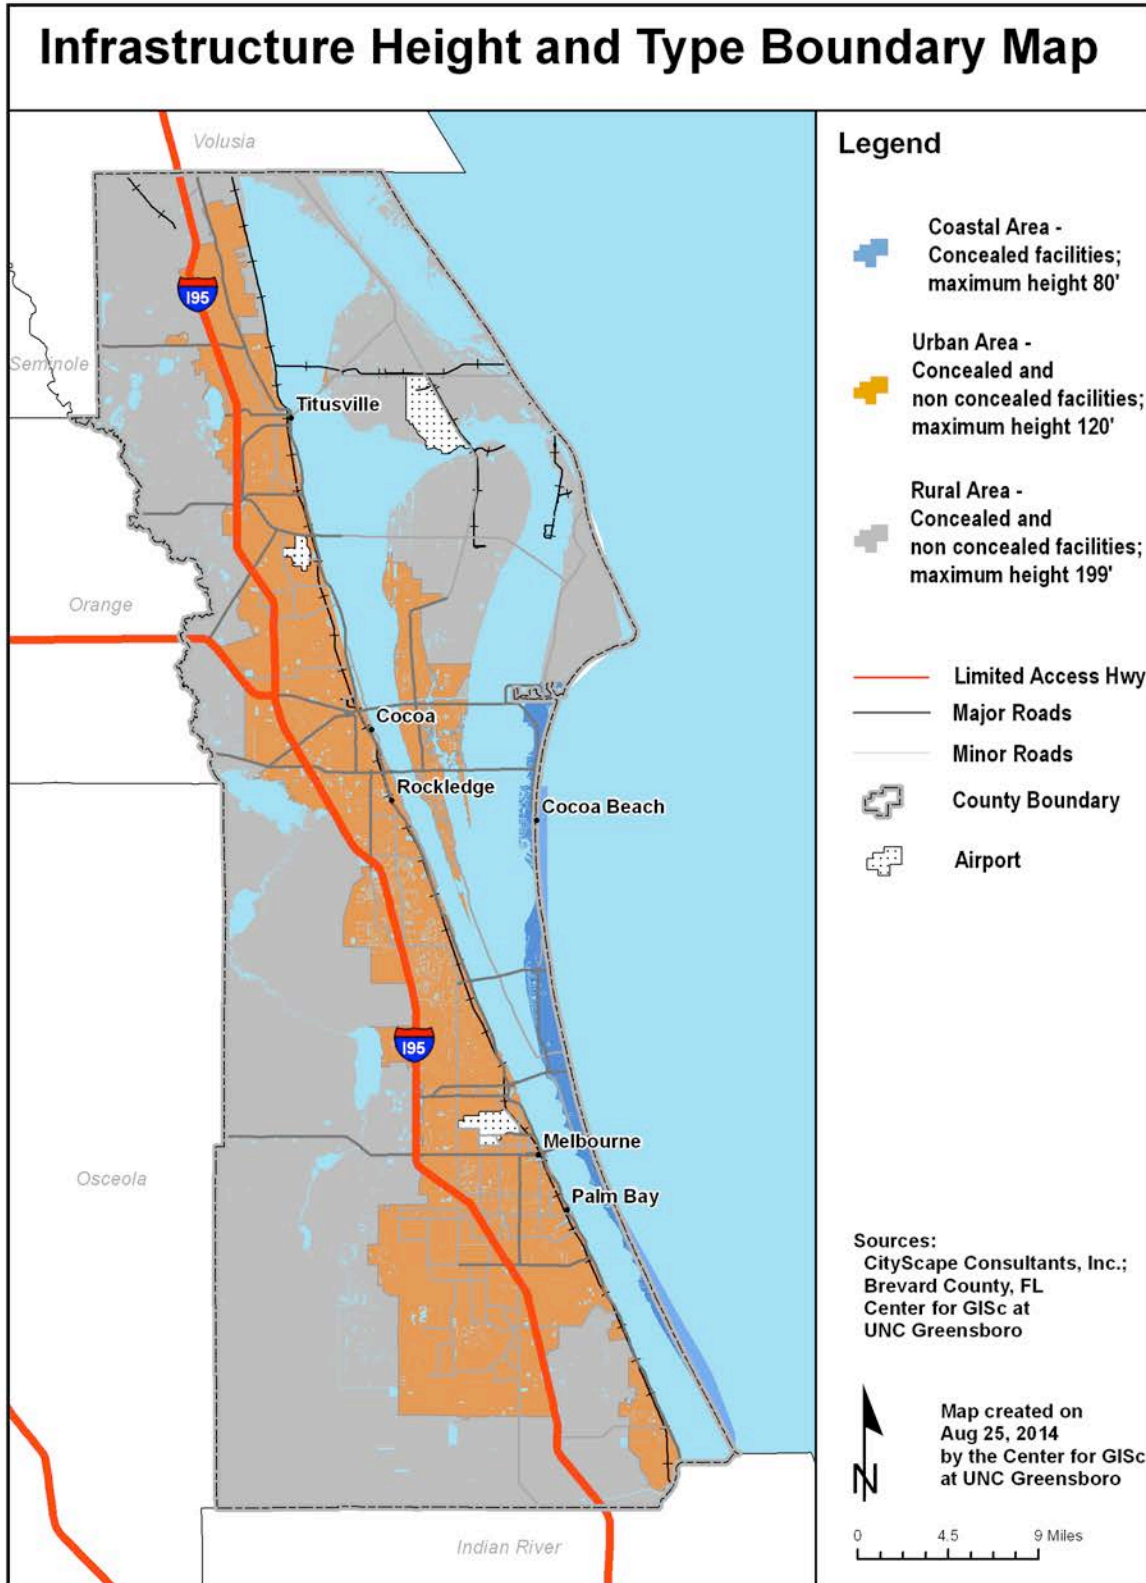 Infrastructure Height and Type Boundary Map
Volusia
Legend
Coastal Area -
Concealed facilities;
maximum height 80'
I95
Urban Area -
Concealed and
non concealed facilities;
maximum height 120'
Seminole
Titusville
Rural Area -
Concealed and
non concealed facilities;
maximum height 199'
Orange
Limited Access Hwy
Major Roads
Cocoa
Minor Roads
Rockledge
County Boundary
Cocoa Beach
Airport
I95
Melbourne
Osceola
Palm Bay
Sources:
CityScape Consultants, Inc.;
Brevard County, FL
Center for GISc at
UNC Greensboro
Map created on
Aug 25, 2014
by the Center for GISc
at UNC Greensboro
N
Indian River
0 4.5 9 Miles